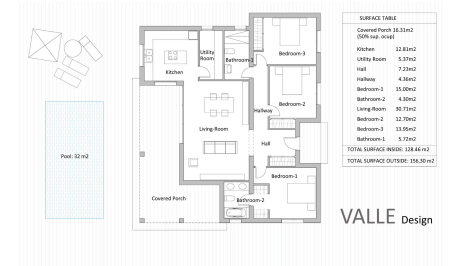 SURFACE TABLE
Covered Porch 16.31m2
(50% sup. ocup)
Kitchen 12.81m2
Utility Room 5.37m2
Hall 7.23m2
Hallway 4.36m2
Bedroom-1 15.00m2
Bathroom-2 4.30m2
Living-Room 30.71m2
Bedroom-2 12.70m2
Bedroom-3 13.95m2
Bathroom-1 5.72m2
TOTAL SURFACE INSIDE: 128.46 m2
TOTAL SURFACE OUTSIDE: 156,30 m2
Utility
Room
Bathroom-1
Bedroom-3
Kitchen
Bedroom-2
Hallway
Living-Room
Hall
Pool: 32 m2
Bedroom-1
Covered Porch
Bathroom-2
VALLE Design